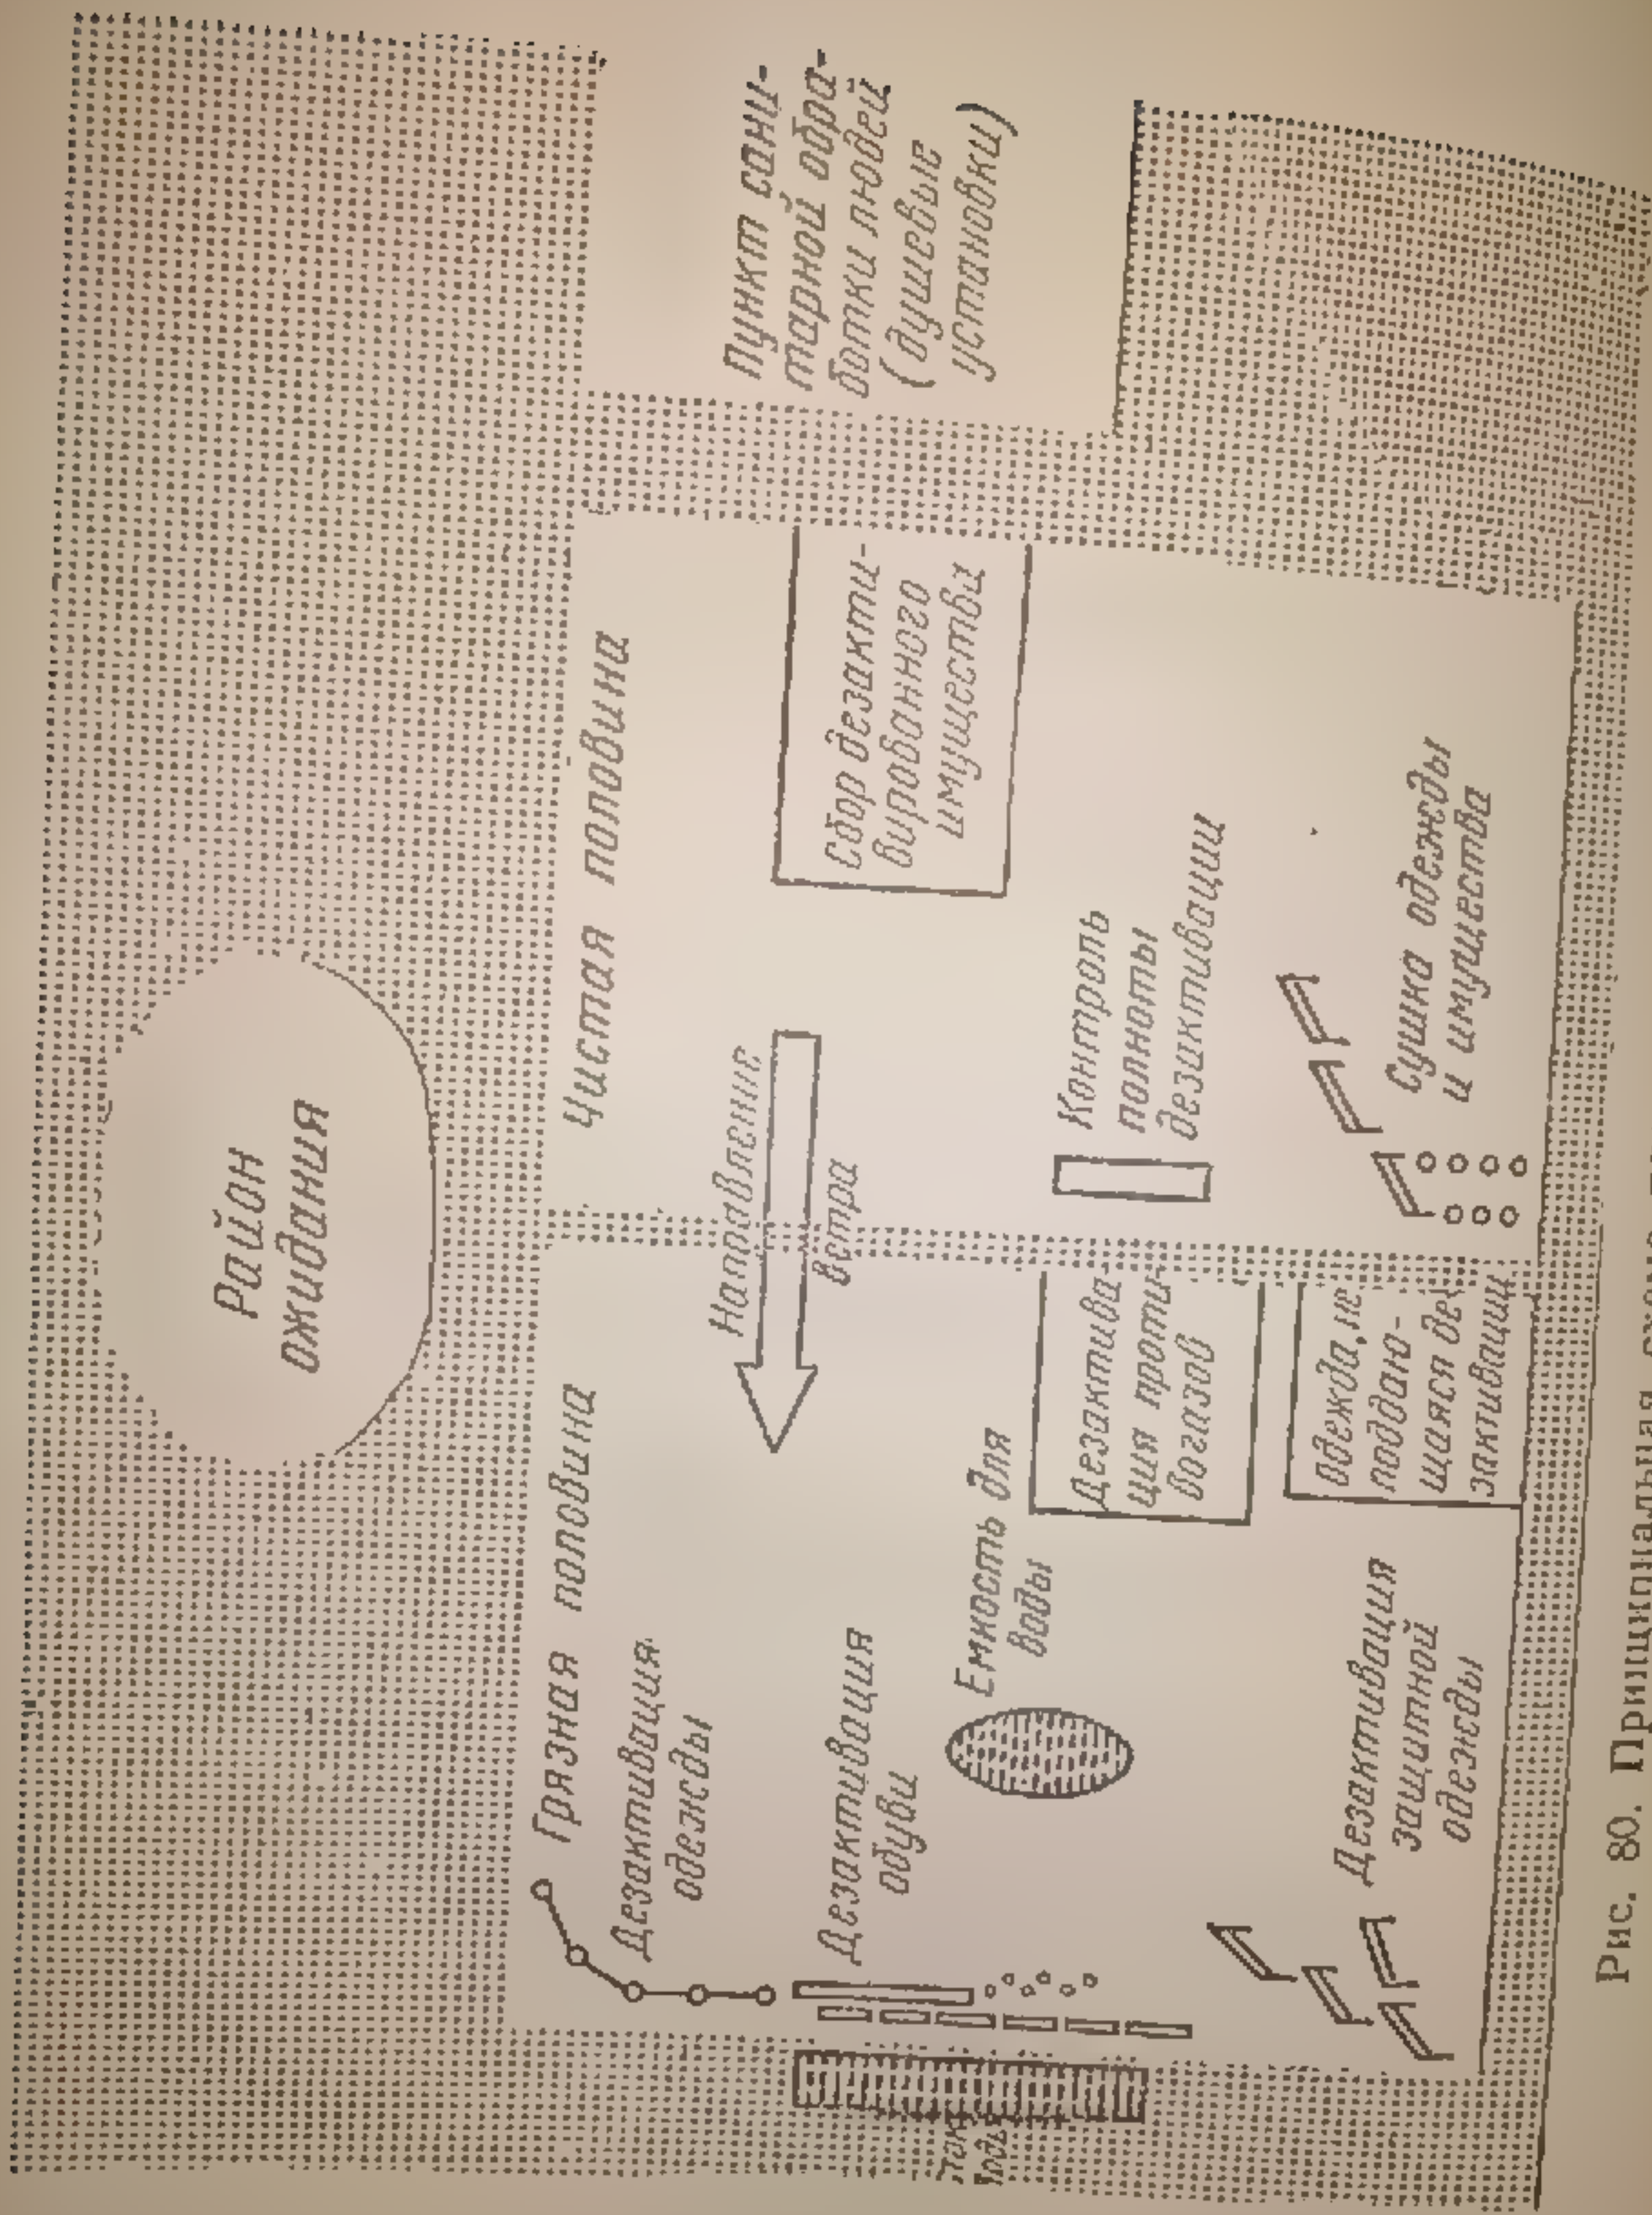 Район
ожидания
Грязная половина
Чистая половина
Дезактивация
одежды
Направление
ветра
Пункт сани-
тарной обра-
ботки людей
(душевые
установки)
Сбор дезакти-
вированного
имущества
Дезактивация
обуви
Емкость для
воды
Дезактива-
ция проти-
вогазов
Контроль
полноты
дезактивации
Одежда, не
поддаю-
щаяся де
зактивации
Дезактивация
защитной
одежды
Сушка одежды
и имущества
Рис. 80. Принципиальная